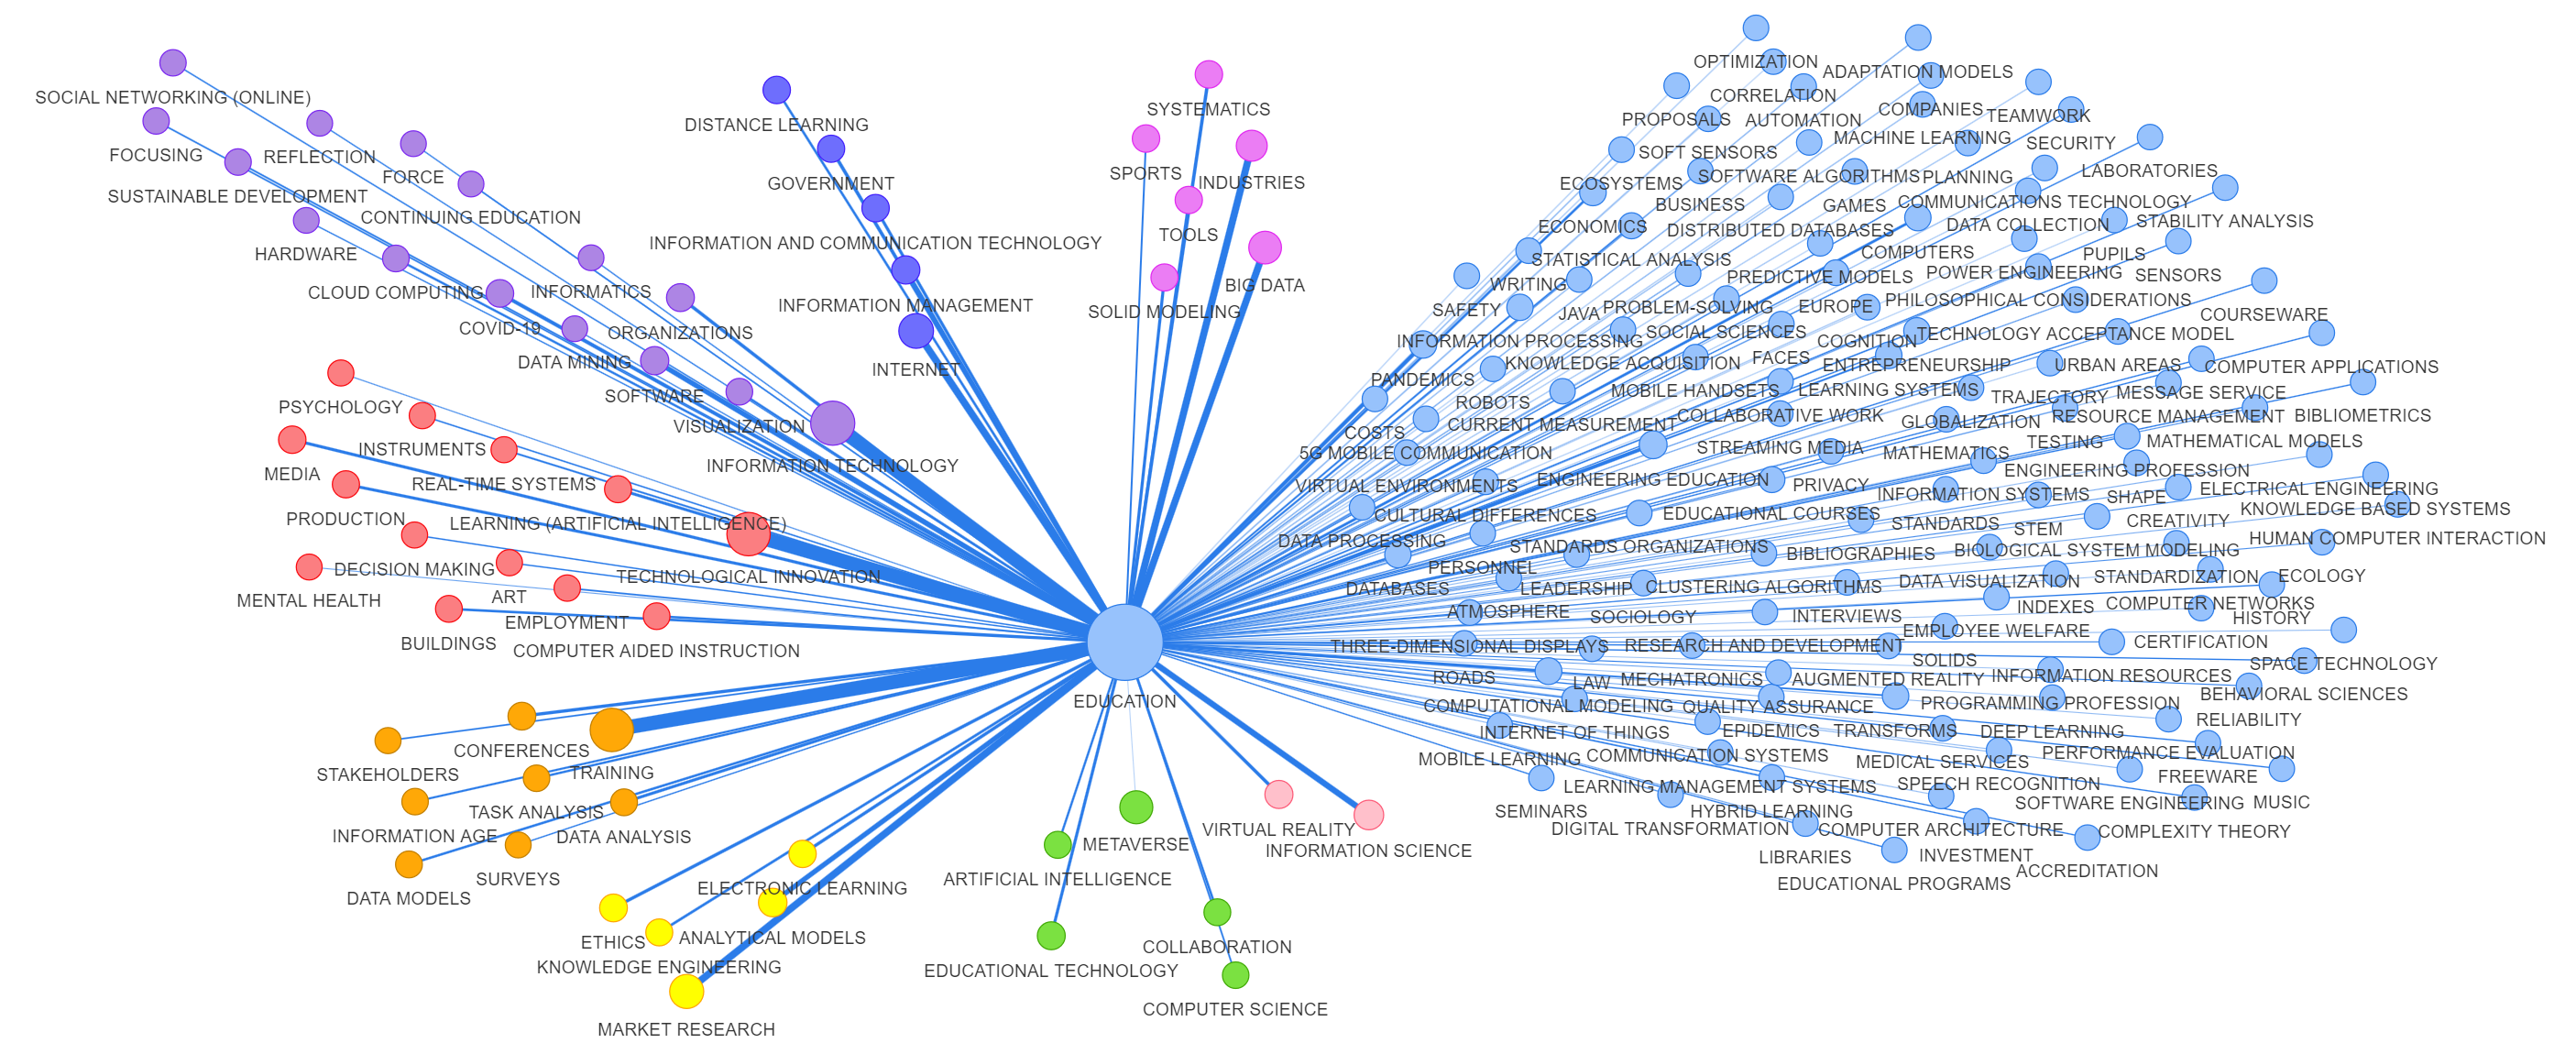 SOCIAL NETWORKING (ONLINE)
FOCUSING
REFLECTION
SUSTAINABLE DEVELOPMENT
FORCE
CONTINUING EDUCATION
HARDWARE
CLOUD COMPUTING
INFORMATICS
COVID-19
ORGANIZATIONS
DATA MINING
SOFTWARE
VISUALIZATION
INFORMATION TECHNOLOGY
DISTANCE LEARNING
GOVERNMENT
INFORMATION AND COMMUNICATION TECHNOLOGY
INFORMATION MANAGEMENT
INTERNET
SYSTEMATICS
SPORTS
INDUSTRIES
TOOLS
BIG DATA
SOLID MODELING
PSYCHOLOGY
INSTRUMENTS
MEDIA
REAL-TIME SYSTEMS
PRODUCTION
LEARNING (ARTIFICIAL INTELLIGENCE)
DECISION MAKING
TECHNOLOGICAL INNOVATION
MENTAL HEALTH
ART
EMPLOYMENT
BUILDINGS
COMPUTER AIDED INSTRUCTION
EDUCATION
CONFERENCES
STAKEHOLDERS
TRAINING
TASK ANALYSIS
INFORMATION AGE
DATA ANALYSIS
SURVEYS
DATA MODELS
ELECTRONIC LEARNING
ETHICS
ANALYTICAL MODELS
KNOWLEDGE ENGINEERING
MARKET RESEARCH
METAVERSE
ARTIFICIAL INTELLIGENCE
COLLABORATION
EDUCATIONAL TECHNOLOGY
COMPUTER SCIENCE
VIRTUAL REALITY
INFORMATION SCIENCE
OPTIMIZATION
ADAPTATION MODELS
CORRELATION
COMPANIES
TEAMWORK
PROPOSALS
AUTOMATION
MACHINE LEARNING
SECURITY
SOFT SENSORS
LABORATORIES
ECOSYSTEMS
SOFTWARE ALGORITHMS
PLANNING
BUSINESS
GAMES
COMMUNICATIONS TECHNOLOGY
ECONOMICS
DISTRIBUTED DATABASES
DATA COLLECTION
STABILITY ANALYSIS
STATISTICAL ANALYSIS
COMPUTERS
PUPILS
WRITING
PREDICTIVE MODELS
POWER ENGINEERING
SENSORS
SAFETY
JAVA
PROBLEM-SOLVING
EUROPE
PHILOSOPHICAL CONSIDERATIONS
COURSEWARE
INFORMATION PROCESSING
SOCIAL SCIENCES
COGNITION
TECHNOLOGY ACCEPTANCE MODEL
KNOWLEDGE ACQUISITION
FACES
ENTREPRENEURSHIP
URBAN AREAS
COMPUTER APPLICATIONS
PANDEMICS
MOBILE HANDSETS
LEARNING SYSTEMS
TRAJECTORY
MESSAGE SERVICE
ROBOTS
COLLABORATIVE WORK
GLOBALIZATION
RESOURCE MANAGEMENT
BIBLIOMETRICS
COSTS
CURRENT MEASUREMENT
5G MOBILE COMMUNICATION
STREAMING MEDIA
MATHEMATICS
TESTING
MATHEMATICAL MODELS
VIRTUAL ENVIRONMENTS
ENGINEERING EDUCATION
PRIVACY
ENGINEERING PROFESSION
INFORMATION SYSTEMS
SHAPE
ELECTRICAL ENGINEERING
CULTURAL DIFFERENCES
EDUCATIONAL COURSES
STANDARDS
STEM
CREATIVITY
KNOWLEDGE BASED SYSTEMS
DATA PROCESSING
STANDARDS ORGANIZATIONS
BIBLIOGRAPHIES
BIOLOGICAL SYSTEM MODELING
HUMAN COMPUTER INTERACTION
PERSONNEL
DATABASES
LEADERSHIP
CLUSTERING ALGORITHMS
DATA VISUALIZATION
STANDARDIZATION
ECOLOGY
ATMOSPHERE
SOCIOLOGY
INTERVIEWS
INDEXES
COMPUTER NETWORKS
HISTORY
EMPLOYEE WELFARE
THREE-DIMENSIONAL DISPLAYS
RESEARCH AND DEVELOPMENT
CERTIFICATION
SOLIDS
SPACE TECHNOLOGY
ROADS
LAW
MECHATRONICS
AUGMENTED REALITY
INFORMATION RESOURCES
BEHAVIORAL SCIENCES
COMPUTATIONAL MODELING
QUALITY ASSURANCE
PROGRAMMING PROFESSION
RELIABILITY
INTERNET OF THINGS
EPIDEMICS
TRANSFORMS
DEEP LEARNING
MOBILE LEARNING
COMMUNICATION SYSTEMS
MEDICAL SERVICES
PERFORMANCE EVALUATION
FREEWARE
LEARNING MANAGEMENT SYSTEMS
SPEECH RECOGNITION
SOFTWARE ENGINEERING
MUSIC
SEMINARS
HYBRID LEARNING
DIGITAL TRANSFORMATION
COMPUTER ARCHITECTURE
COMPLEXITY THEORY
LIBRARIES
INVESTMENT
ACCREDITATION
EDUCATIONAL PROGRAMS